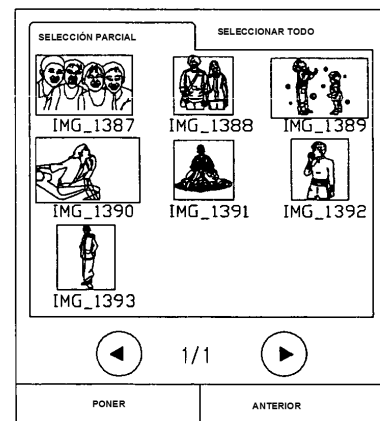 SELECCIÓN PARCIAL SELECCIONAR TODO
IMG_1387 IMG_1388 IMG_1389
IMG_1390 IMG_1391 IMG_1392
IMG_1393
1/1
PONER ANTERIOR